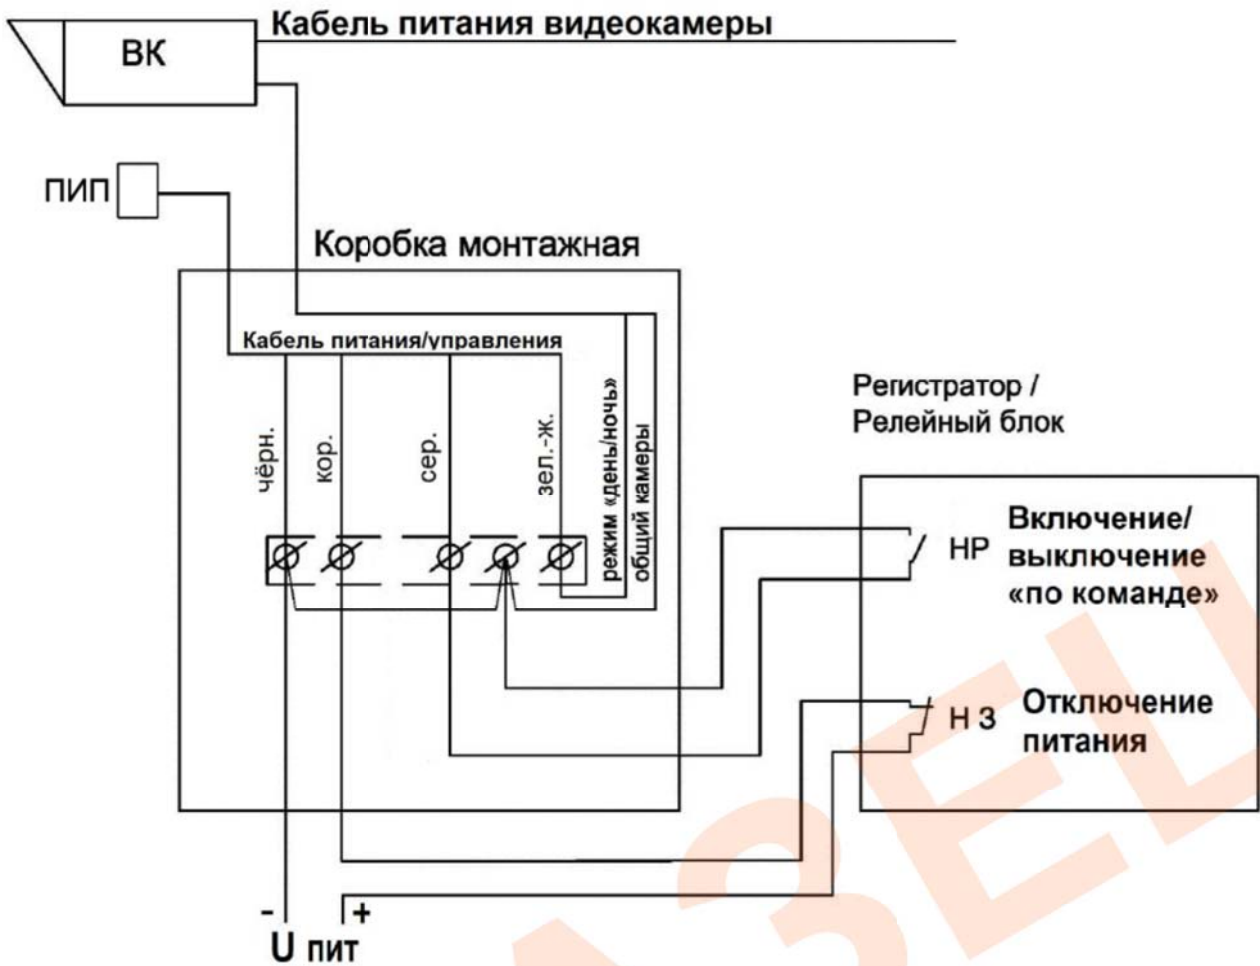 Кабель питания видеокамеры
ВК
ПИП
Коробка монтажная
Кабель питания/управления
чёрн.
кор.
сер.
зел.-ж.
режим «день/ночь»
общий камеры
Регистратор /
Релейный блок
НР
Включение/
выключение
«по команде»
Н З
Отключение
питания
- +
U пит